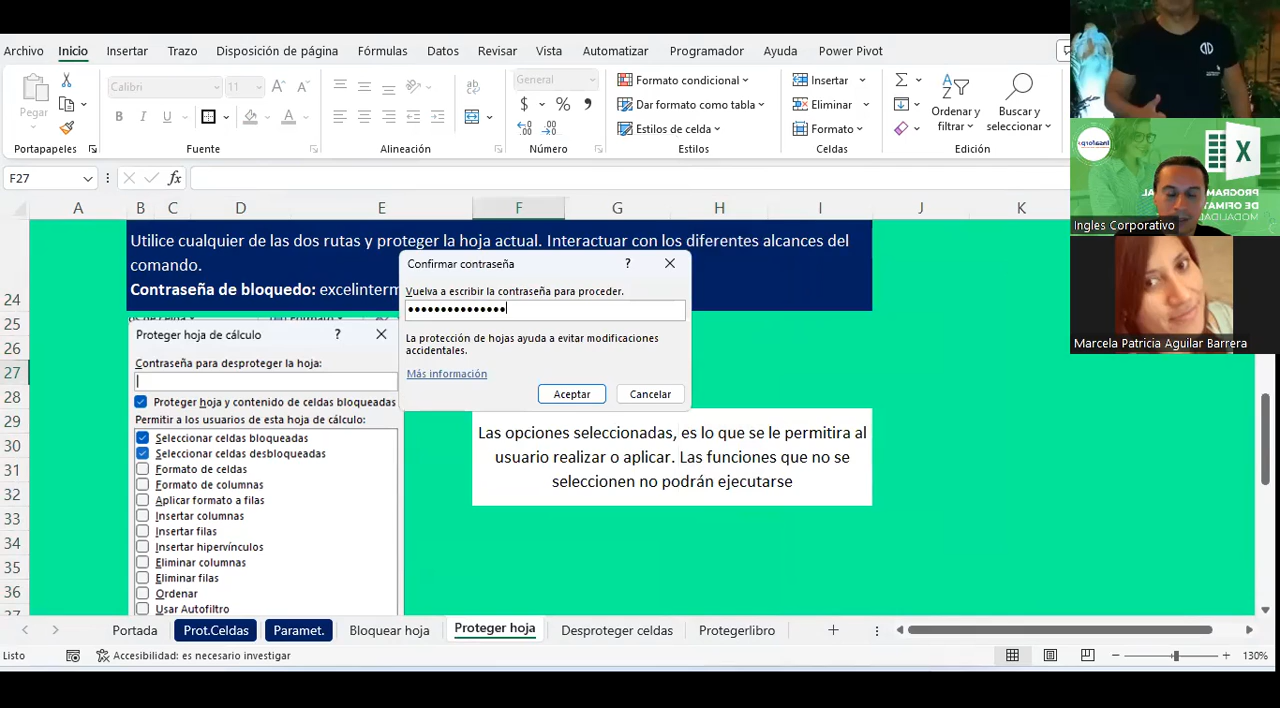 Archivo Inicio Insertar Trazo Disposición de página Fórmulas Datos Revisar Vista Automatizar Programador Ayuda Power Pivot
Pegar
Portapapeles
Calibri 11
N K S
Fuente
Alineación
General
$ % 
Número
Formato condicional
Dar formato como tabla
Estilos de celda
Estilos
Insertar
Eliminar
Formato
Celdas
Ordenar y filtrar
Buscar y seleccionar
Edición
F27
fx
A B C D E F G H I J K
24
25
26
27
28
29
30
31
32
33
34
35
36
37
Utilice cualquier de las dos rutas y proteger la hoja actual. Interactuar con los diferentes alcances del
comando.
Contraseña de bloquedo: excelinterm
Confirmar contraseña ?
Vuelva a escribir la contraseña para proceder.
•••••••••••••••
La protección de hojas ayuda a evitar modificaciones
accidentales.
Más información
Aceptar Cancelar
Proteger hoja de cálculo ?
Contraseña para desproteger la hoja:
Proteger hoja y contenido de celdas bloqueadas
Permitir a los usuarios de esta hoja de cálculo:
Seleccionar celdas bloqueadas
Seleccionar celdas desbloqueadas
Formato de celdas
Formato de columnas
Aplicar formato a filas
Insertar columnas
Insertar filas
Insertar hipervínculos
Eliminar columnas
Eliminar filas
Ordenar
Usar Autofiltro
Las opciones seleccionadas, es lo que se le permitira al
usuario realizar o aplicar. Las funciones que no se
seleccionen no podrán ejecutarse
Portada Prot.Celdas Paramet. Bloquear hoja Proteger hoja Desproteger celdas Protegerlibro
Listo Accesibilidad: es necesario investigar 130%
X
PROGRAM
DE OFIMAT
MODALIDAD
Ingles Corporativo
Marcela Patricia Aguilar Barrera